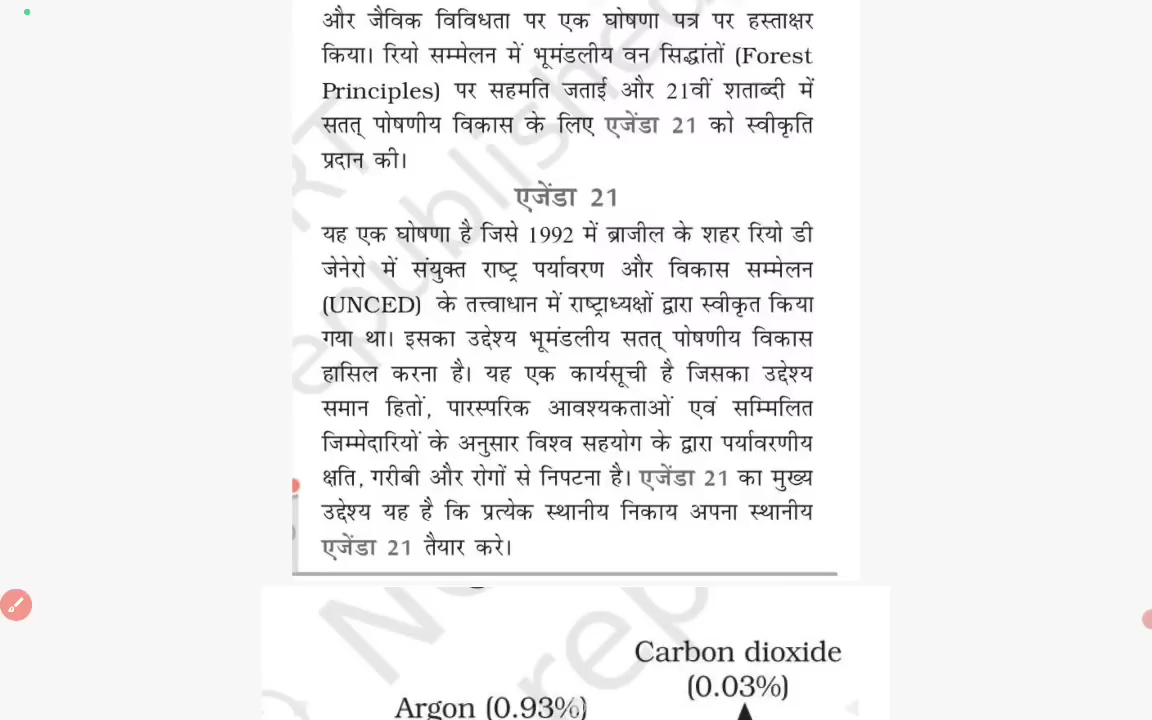 और जैविक विविधता पर एक घोषणा पत्र पर हस्ताक्षर
किया। रियो सम्मेलन में भूमंडलीय वन सिद्धांतों (Forest
Principles) पर सहमति जताई और 21वीं शताब्दी में
सतत् पोषणीय विकास के लिए एजेंडा 21 को स्वीकृति
प्रदान की।
एजेंडा 21
यह एक घोषणा है जिसे 1992 में ब्राजील के शहर रियो डी
जेनेरो में संयुक्त राष्ट्र पर्यावरण और विकास सम्मेलन
(UNCED) के तत्त्वाधान में राष्ट्राध्यक्षों द्वारा स्वीकृत किया
गया था। इसका उद्देश्य भूमंडलीय सतत् पोषणीय विकास
हासिल करना है। यह एक कार्यसूची है जिसका उद्देश्य
समान हितों, पारस्परिक आवश्यकताओं एवं सम्मिलित
जिम्मेदारियों के अनुसार विश्व सहयोग के द्वारा पर्यावरणीय
क्षति, गरीबी और रोगों से निपटना है। एजेंडा 21 का मुख्य
उद्देश्य यह है कि प्रत्येक स्थानीय निकाय अपना स्थानीय
एजेंडा 21 तैयार करे।
Carbon dioxide
(0.03%)
Argon (0.93%)